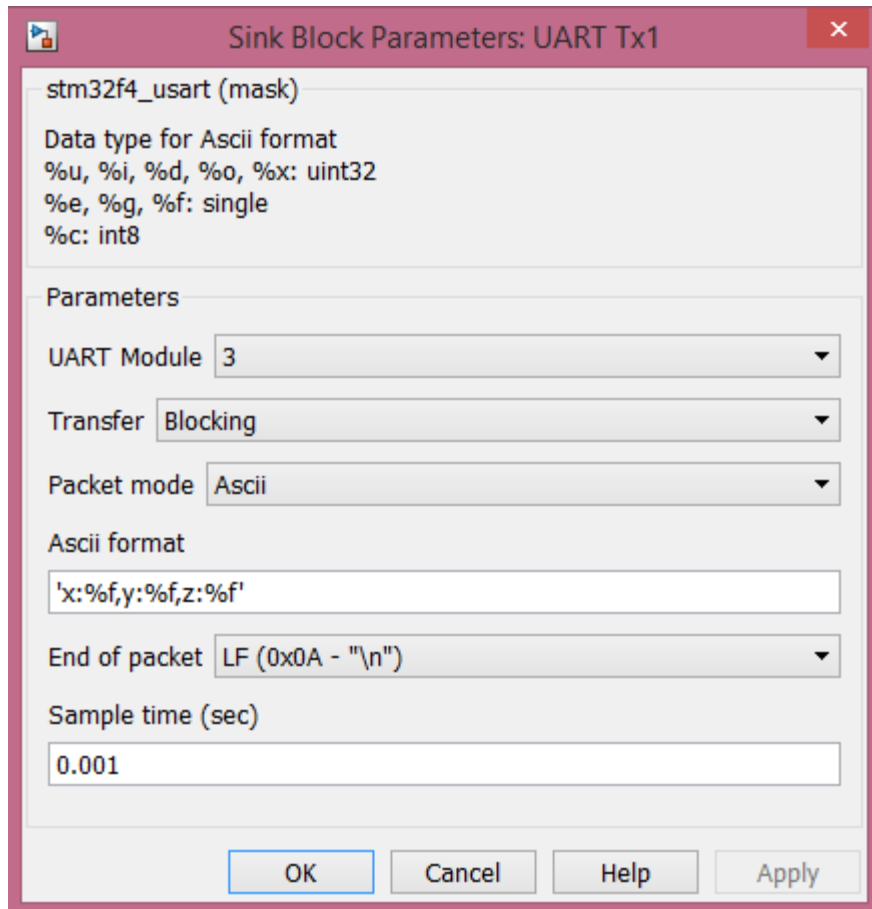 Sink Block Parameters: UART Tx1
stm32f4_usart (mask)
Data type for Ascii format
%u, %i, %d, %o, %x: uint32
%e, %g, %f: single
%c: int8
Parameters
UART Module 3
Transfer Blocking
Packet mode Ascii
Ascii format
'x:%f,y:%f,z:%f'
End of packet LF (0x0A - "\n")
Sample time (sec)
0.001
OK Cancel Help Apply